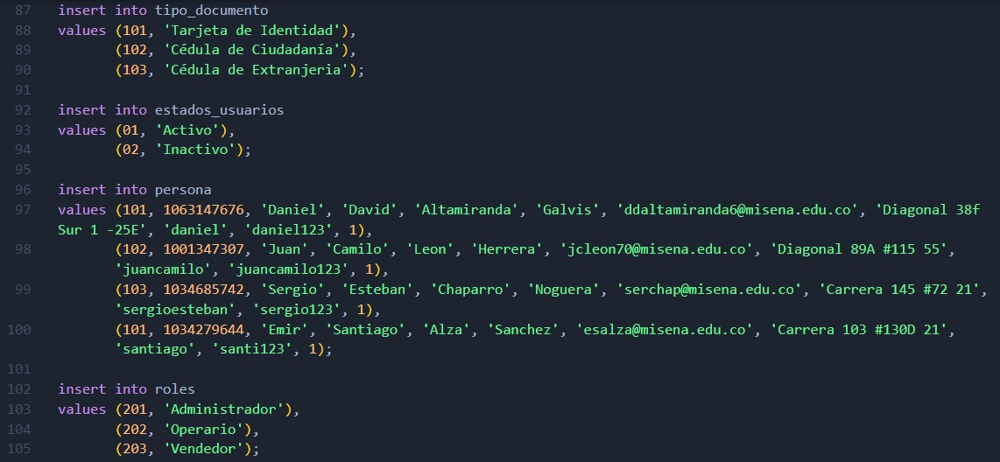 87 insert into tipo_documento
88 values (101, 'Tarjeta de Identidad'),
89 (102, 'Cédula de Ciudadanía'),
90 (103, 'Cédula de Extranjeria');
91
92 insert into estados_usuarios
93 values (01, 'Activo'),
94 (02, 'Inactivo');
95
96 insert into persona
97 values (101, 1063147676, 'Daniel', 'David', 'Altamiranda', 'Galvis', 'ddaltamiranda6@misena.edu.co', 'Diagonal 38f
Sur 1 -25E', 'daniel', 'daniel123', 1),
98 (102, 1001347307, 'Juan', 'Camilo', 'Leon', 'Herrera', 'jcleon70@misena.edu.co', 'Diagonal 89A #115 55',
'juancamilo', 'juancamilo123', 1),
99 (103, 1034685742, 'Sergio', 'Esteban', 'Chaparro', 'Noguera', 'serchap@misena.edu.co', 'Carrera 145 #72 21',
'sergioesteban', 'sergio123', 1),
100 (101, 1034279644, 'Emir', 'Santiago', 'Alza', 'Sanchez', 'esalza@misena.edu.co', 'Carrera 103 #130D 21',
'santiago', 'santi123', 1);
101
102 insert into roles
103 values (201, 'Administrador'),
104 (202, 'Operario'),
105 (203, 'Vendedor');